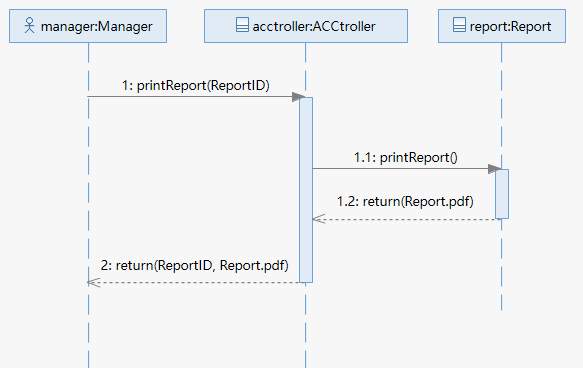 manager:Manager
acctroller:ACCtroller
report:Report
1: printReport(ReportID)
1.1: printReport()
1.2: return(Report.pdf)
2: return(ReportID, Report.pdf)